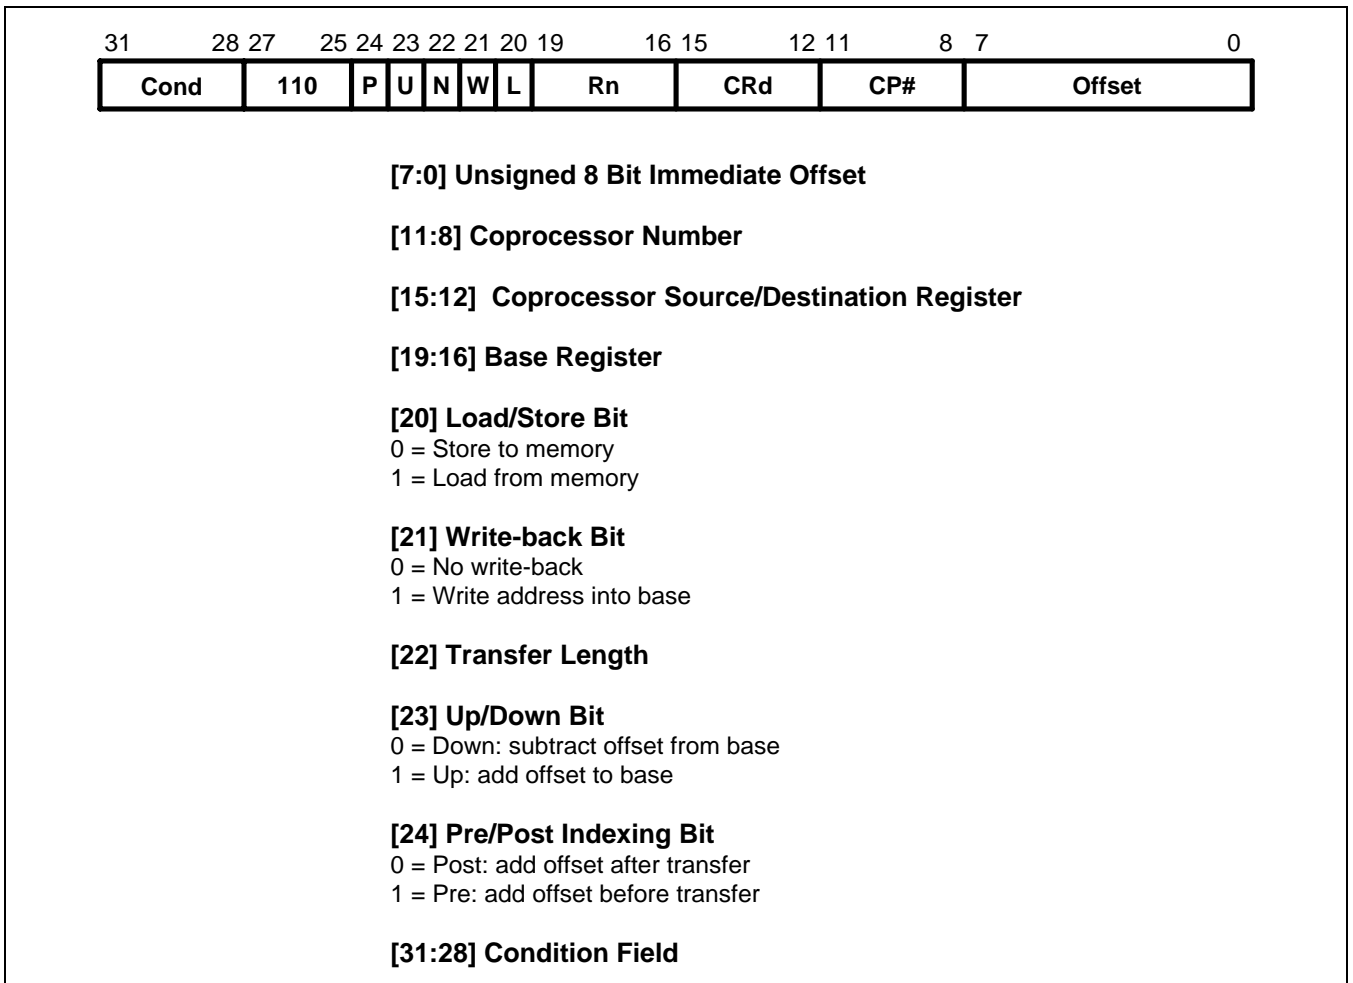 31 28 27 25 24 23 22 21 20 19 16 15 12 11 8 7 0
Cond 110 P U N W L Rn CRd CP# Offset
[7:0] Unsigned 8 Bit Immediate Offset
[11:8] Coprocessor Number
[15:12] Coprocessor Source/Destination Register
[19:16] Base Register
[20] Load/Store Bit
0 = Store to memory
1 = Load from memory
[21] Write-back Bit
0 = No write-back
1 = Write address into base
[22] Transfer Length
[23] Up/Down Bit
0 = Down: subtract offset from base
1 = Up: add offset to base
[24] Pre/Post Indexing Bit
0 = Post: add offset after transfer
1 = Pre: add offset before transfer
[31:28] Condition Field